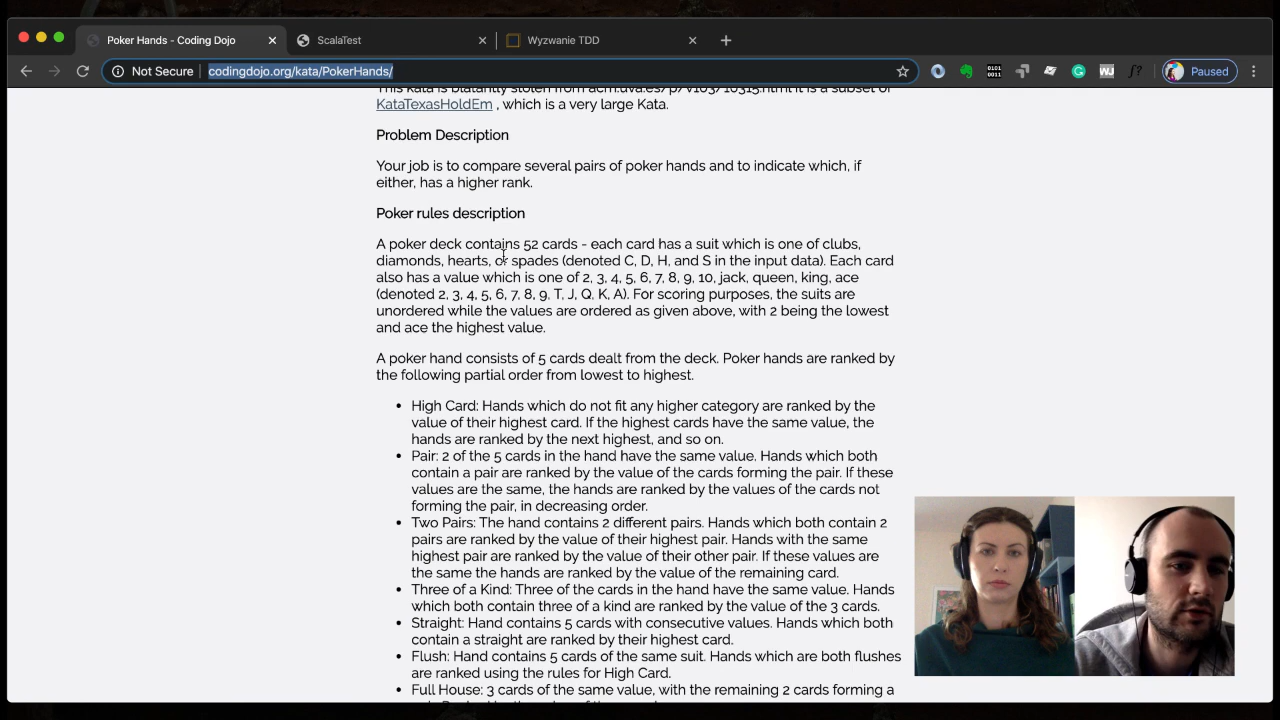 Poker Hands - Coding Dojo
ScalaTest
Wyzwanie TDD
Not Secure
codingdojo.org/kata/PokerHands/
0101
0011
G
WJ
f?
Paused
This kata is blatantly stolen from acm.uva.es/p/v103/10315.html it is a subset of
KataTexasHoldEm , which is a very large Kata.
Problem Description
Your job is to compare several pairs of poker hands and to indicate which, if
either, has a higher rank.
Poker rules description
A poker deck contains 52 cards - each card has a suit which is one of clubs,
diamonds, hearts, or spades (denoted C, D, H, and S in the input data). Each card
also has a value which is one of 2, 3, 4, 5, 6, 7, 8, 9, 10, jack, queen, king, ace
(denoted 2, 3, 4, 5, 6, 7, 8, 9, T, J, Q, K, A). For scoring purposes, the suits are
unordered while the values are ordered as given above, with 2 being the lowest
and ace the highest value.
A poker hand consists of 5 cards dealt from the deck. Poker hands are ranked by
the following partial order from lowest to highest.
• High Card: Hands which do not fit any higher category are ranked by the
value of their highest card. If the highest cards have the same value, the
hands are ranked by the next highest, and so on.
• Pair: 2 of the 5 cards in the hand have the same value. Hands which both
contain a pair are ranked by the value of the cards forming the pair. If these
values are the same, the hands are ranked by the values of the cards not
forming the pair, in decreasing order.
• Two Pairs: The hand contains 2 different pairs. Hands which both contain 2
pairs are ranked by the value of their highest pair. Hands with the same
highest pair are ranked by the value of their other pair. If these values are
the same the hands are ranked by the value of the remaining card.
• Three of a Kind: Three of the cards in the hand have the same value. Hands
which both contain three of a kind are ranked by the value of the 3 cards.
• Straight: Hand contains 5 cards with consecutive values. Hands which both
contain a straight are ranked by their highest card.
• Flush: Hand contains 5 cards of the same suit. Hands which are both flushes
are ranked using the rules for High Card.
• Full House: 3 cards of the same value, with the remaining 2 cards forming a